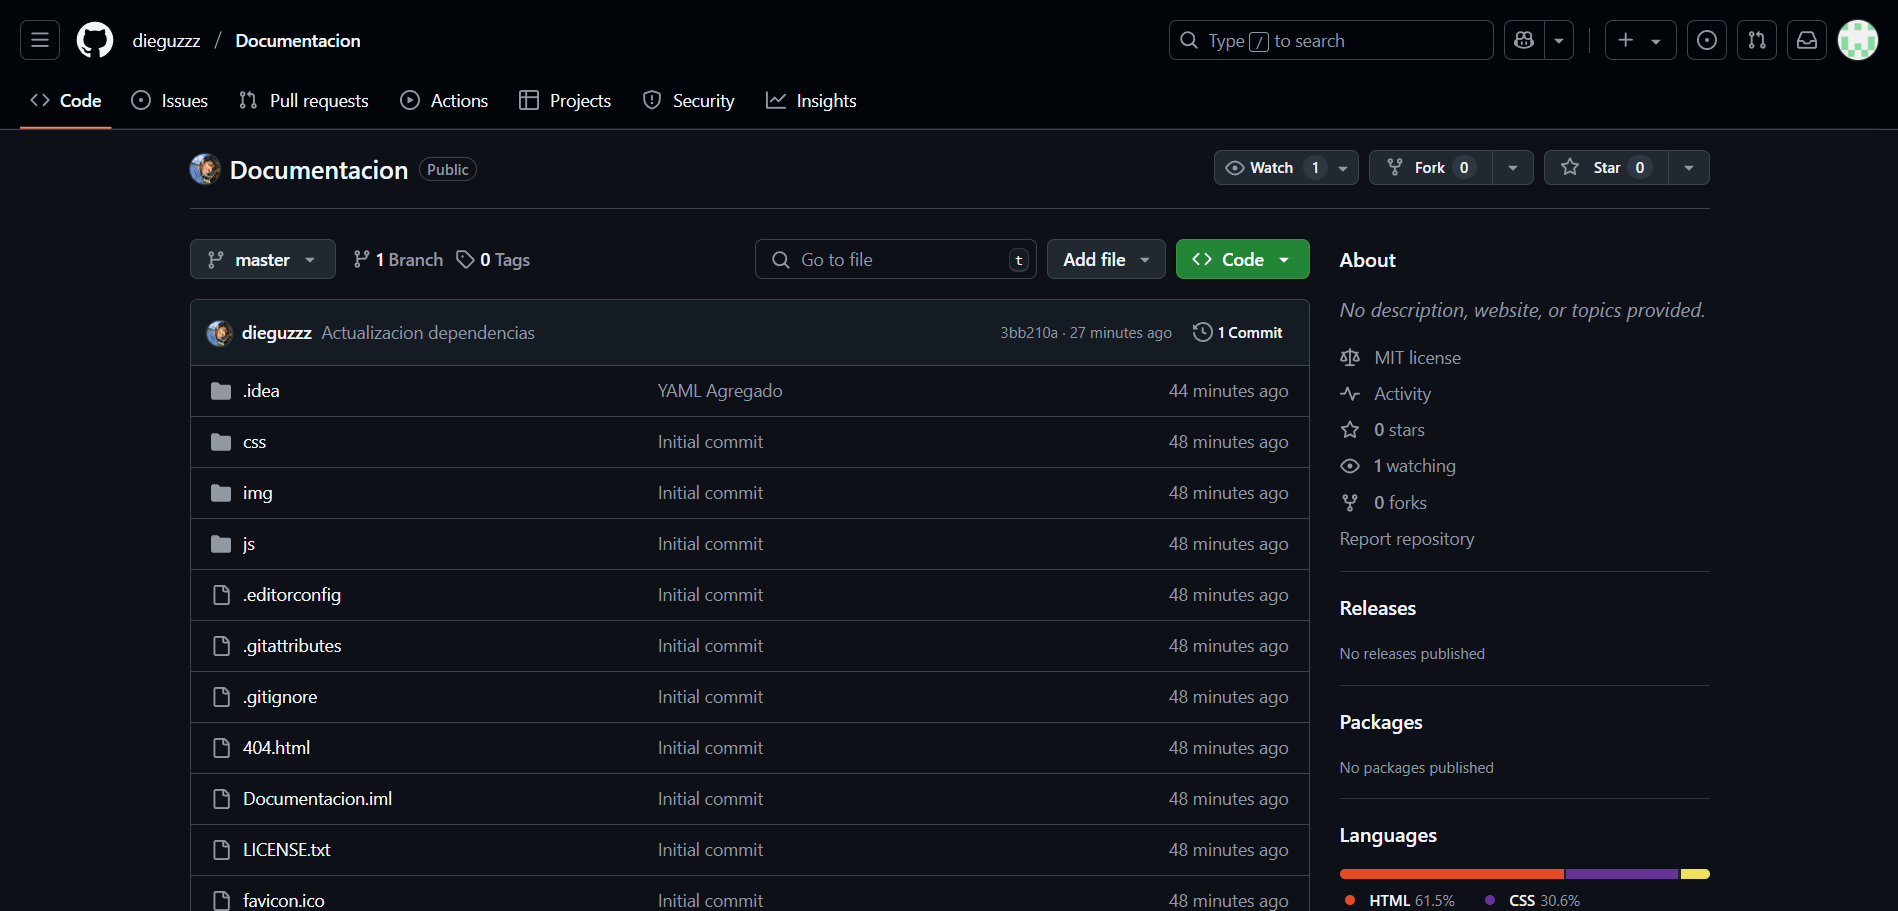 dieguzzz / Documentacion
Type / to search
Code
Issues
Pull requests
Actions
Projects
Security
Insights
Documentacion Public
Watch 1
Fork 0
Star 0
master
1 Branch
0 Tags
Go to file t
Add file
Code
dieguzzz Actualizacion dependencias 3bb210a · 27 minutes ago 1 Commit
.idea YAML Agregado 44 minutes ago
css Initial commit 48 minutes ago
img Initial commit 48 minutes ago
js Initial commit 48 minutes ago
.editorconfig Initial commit 48 minutes ago
.gitattributes Initial commit 48 minutes ago
.gitignore Initial commit 48 minutes ago
404.html Initial commit 48 minutes ago
Documentacion.iml Initial commit 48 minutes ago
LICENSE.txt Initial commit 48 minutes ago
favicon.ico Initial commit 48 minutes ago
About
No description, website, or topics provided.
MIT license
Activity
0 stars
1 watching
0 forks
Report repository
Releases
No releases published
Packages
No packages published
Languages
HTML 61.5% CSS 30.6%